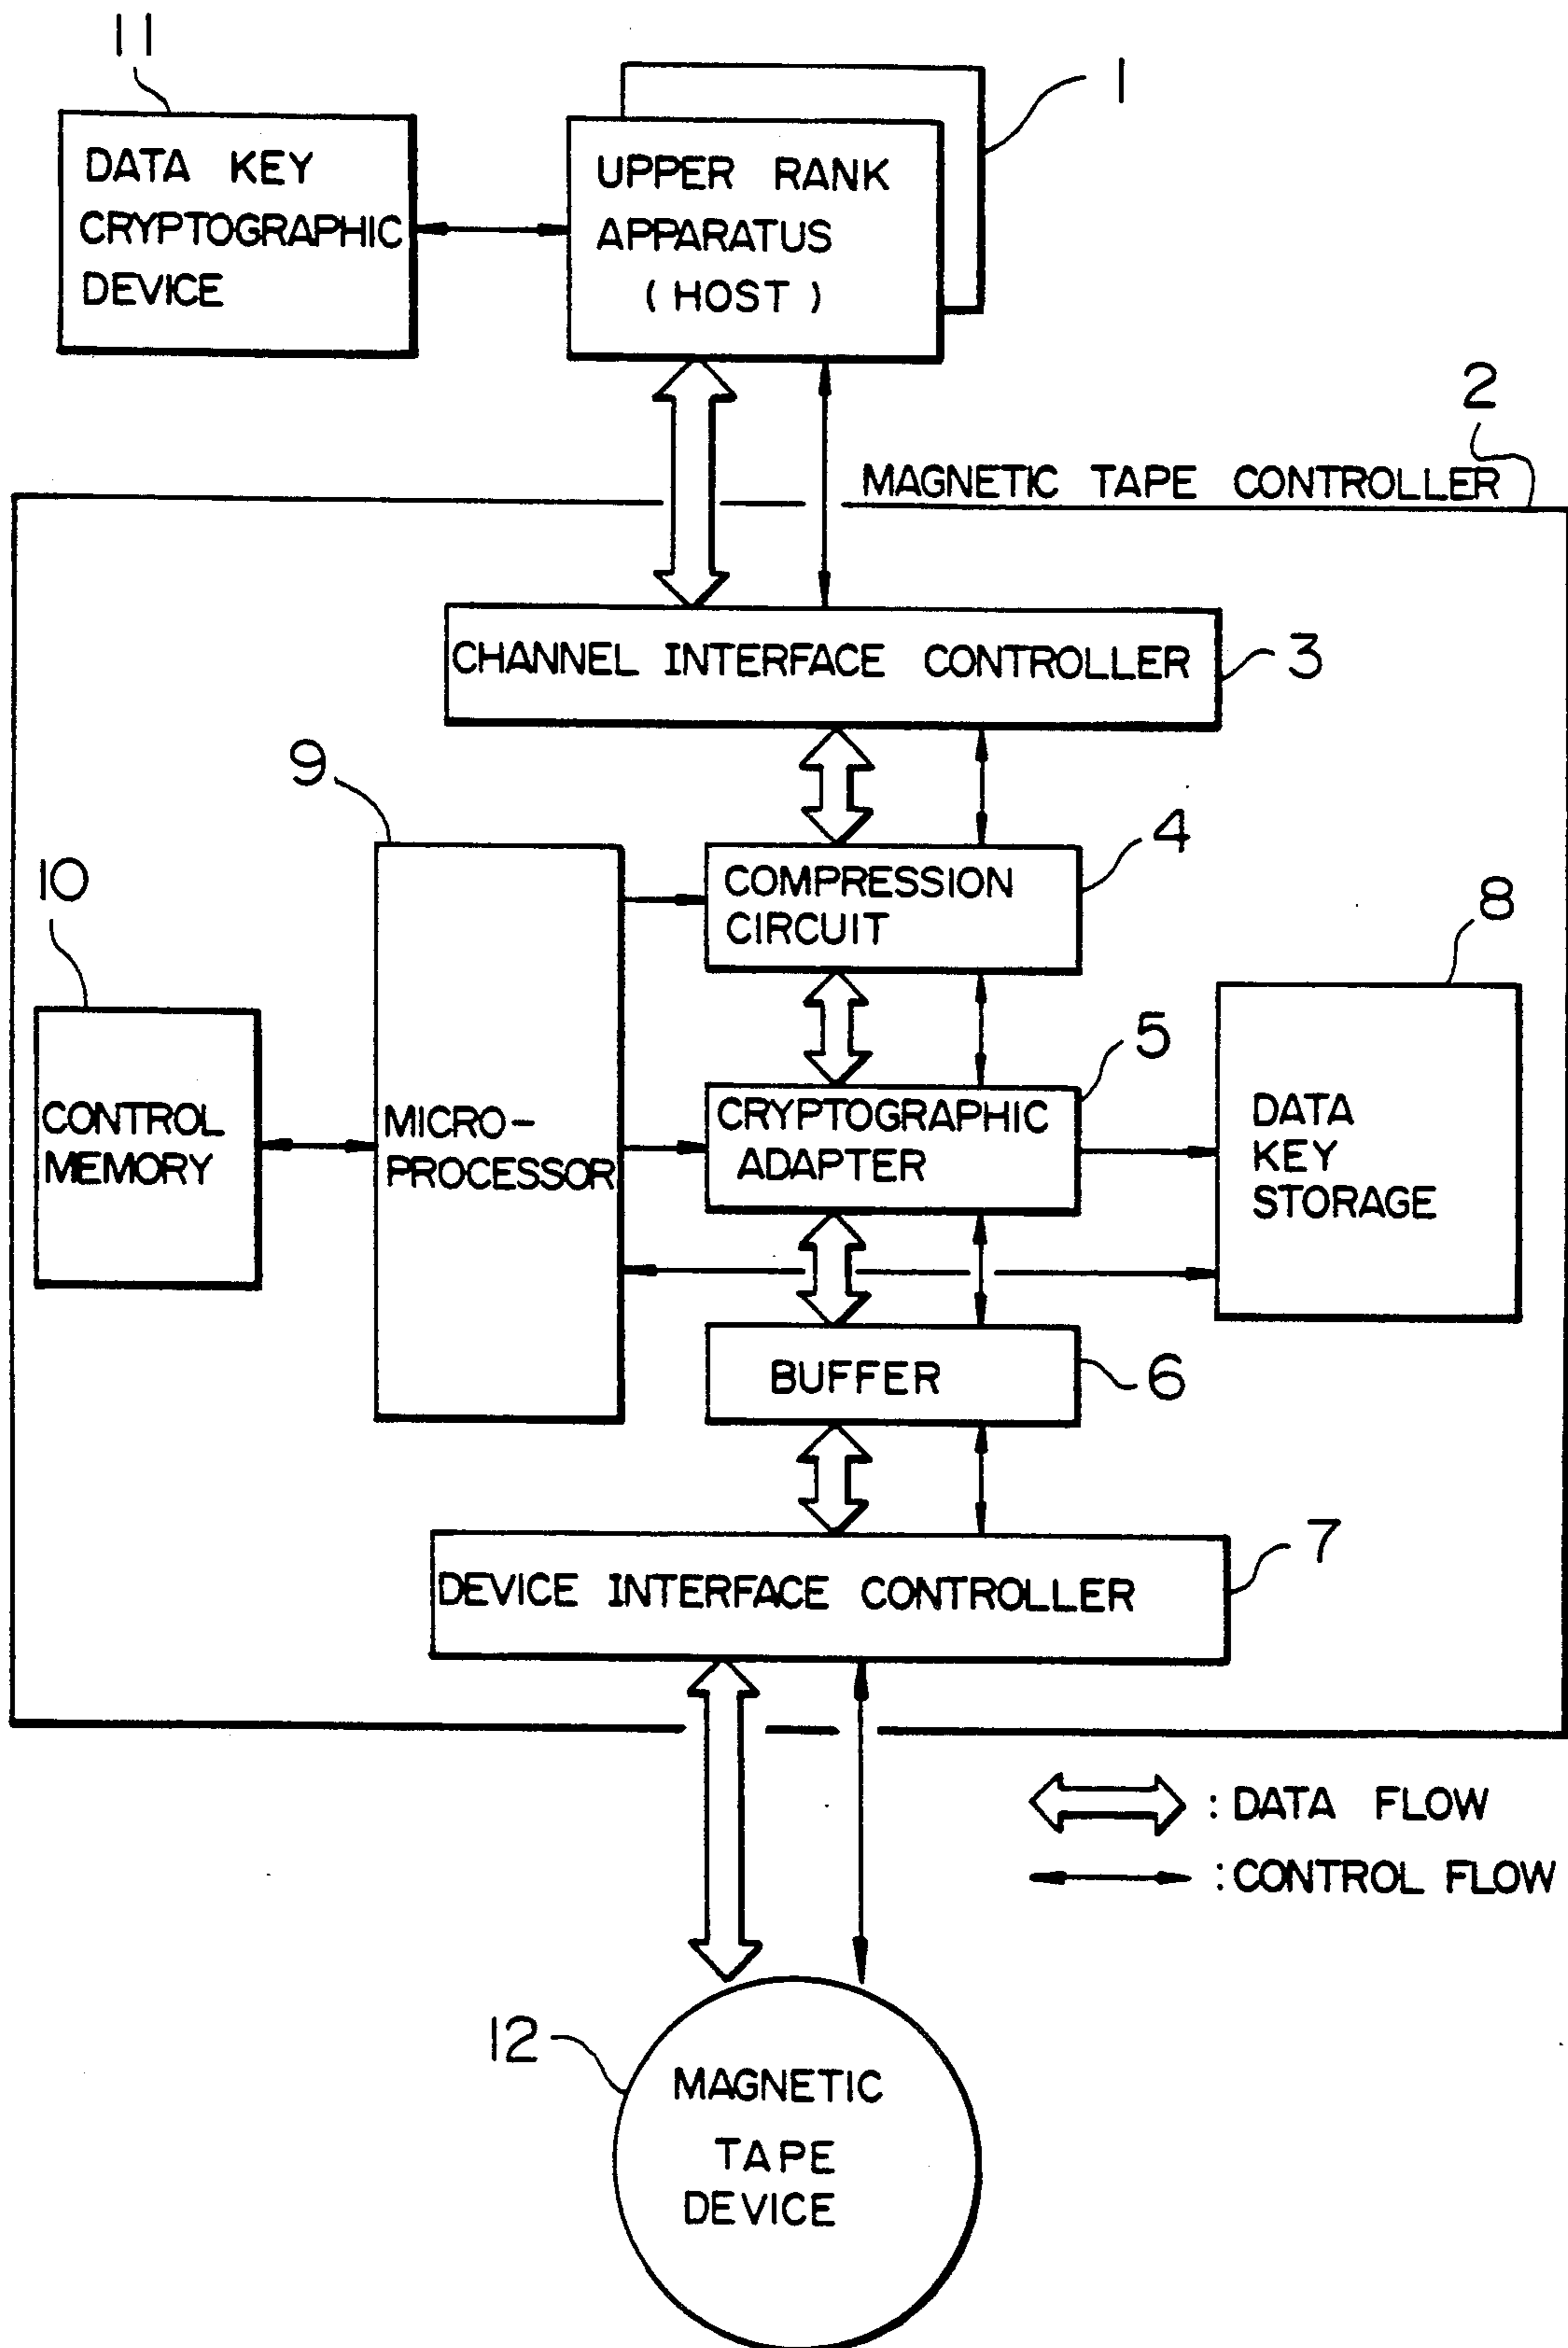 11
1
DATA KEY
CRYPTOGRAPHIC
DEVICE
UPPER RANK
APPARATUS
(HOST)
2
MAGNETIC TAPE CONTROLLER
CHANNEL INTERFACE CONTROLLER
3
9
4
COMPRESSION
CIRCUIT
10
8
5
CONTROL
MEMORY
MICRO-
PROCESSOR
CRYPTOGRAPHIC
ADAPTER
DATA
KEY
STORAGE
BUFFER
6
7
DEVICE INTERFACE CONTROLLER
: DATA FLOW
: CONTROL FLOW
12
MAGNETIC
TAPE
DEVICE